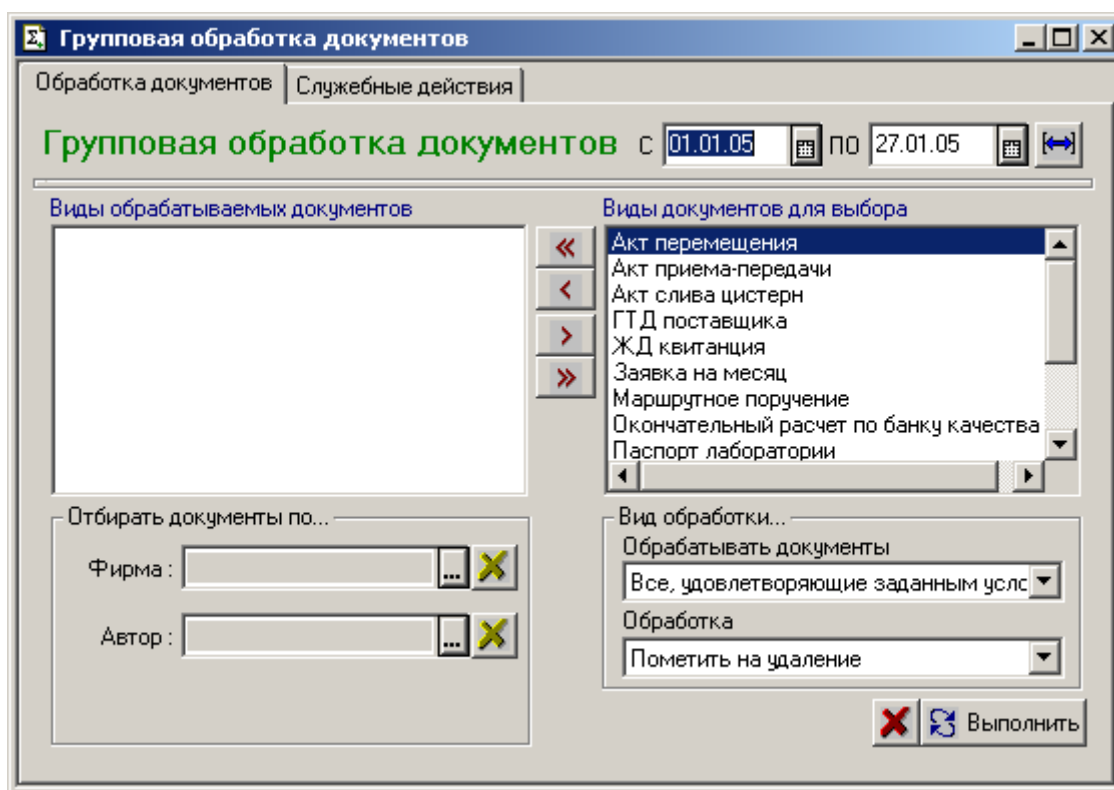 Групповая обработка документов
Обработка документов Служебные действия
Групповая обработка документов с 01.01.05 по 27.01.05
Виды обрабатываемых документов
Виды документов для выбора
Акт перемещения
Акт приема-передачи
Акт слива цистерн
ГТД поставщика
ЖД квитанция
Заявка на месяц
Маршрутное поручение
Окончательный расчет по банку качества
Паспорт лаборатории
Отбирать документы по...
Фирма : ...
Автор : ...
Вид обработки...
Обрабатывать документы
Все, удовлетворяющие заданным усло
Обработка
Пометить на удаление
Выполнить